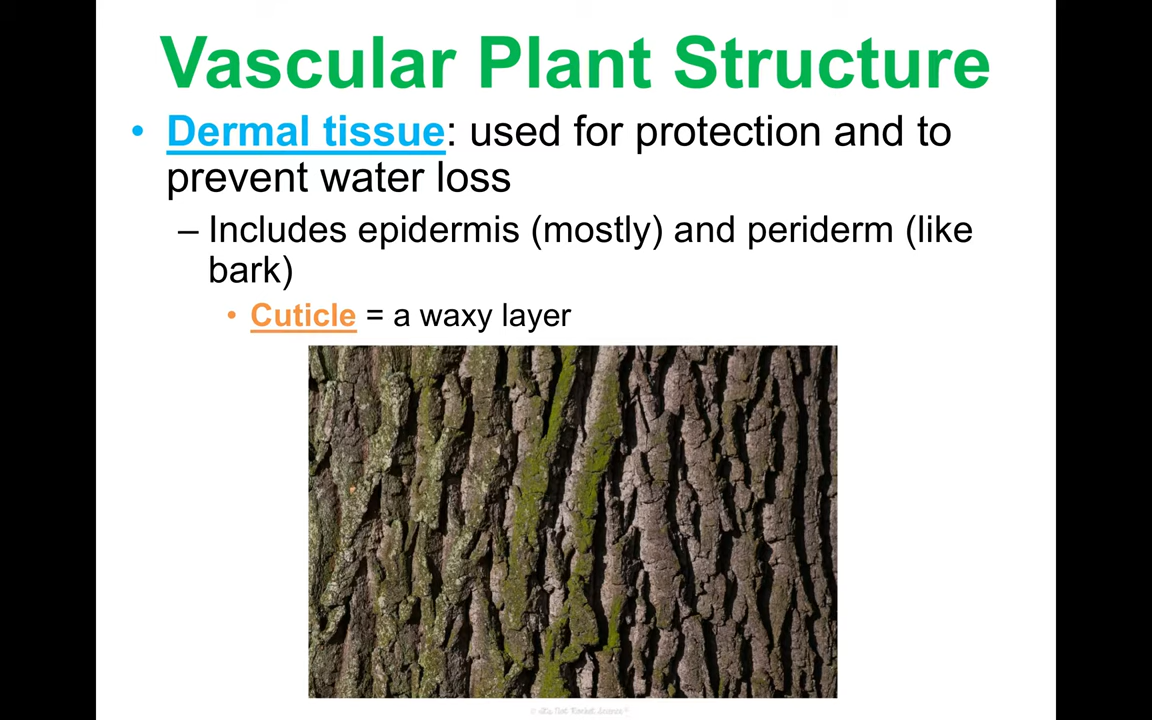 Vascular Plant Structure
• Dermal tissue: used for protection and to
prevent water loss
– Includes epidermis (mostly) and periderm (like
bark)
• Cuticle = a waxy layer